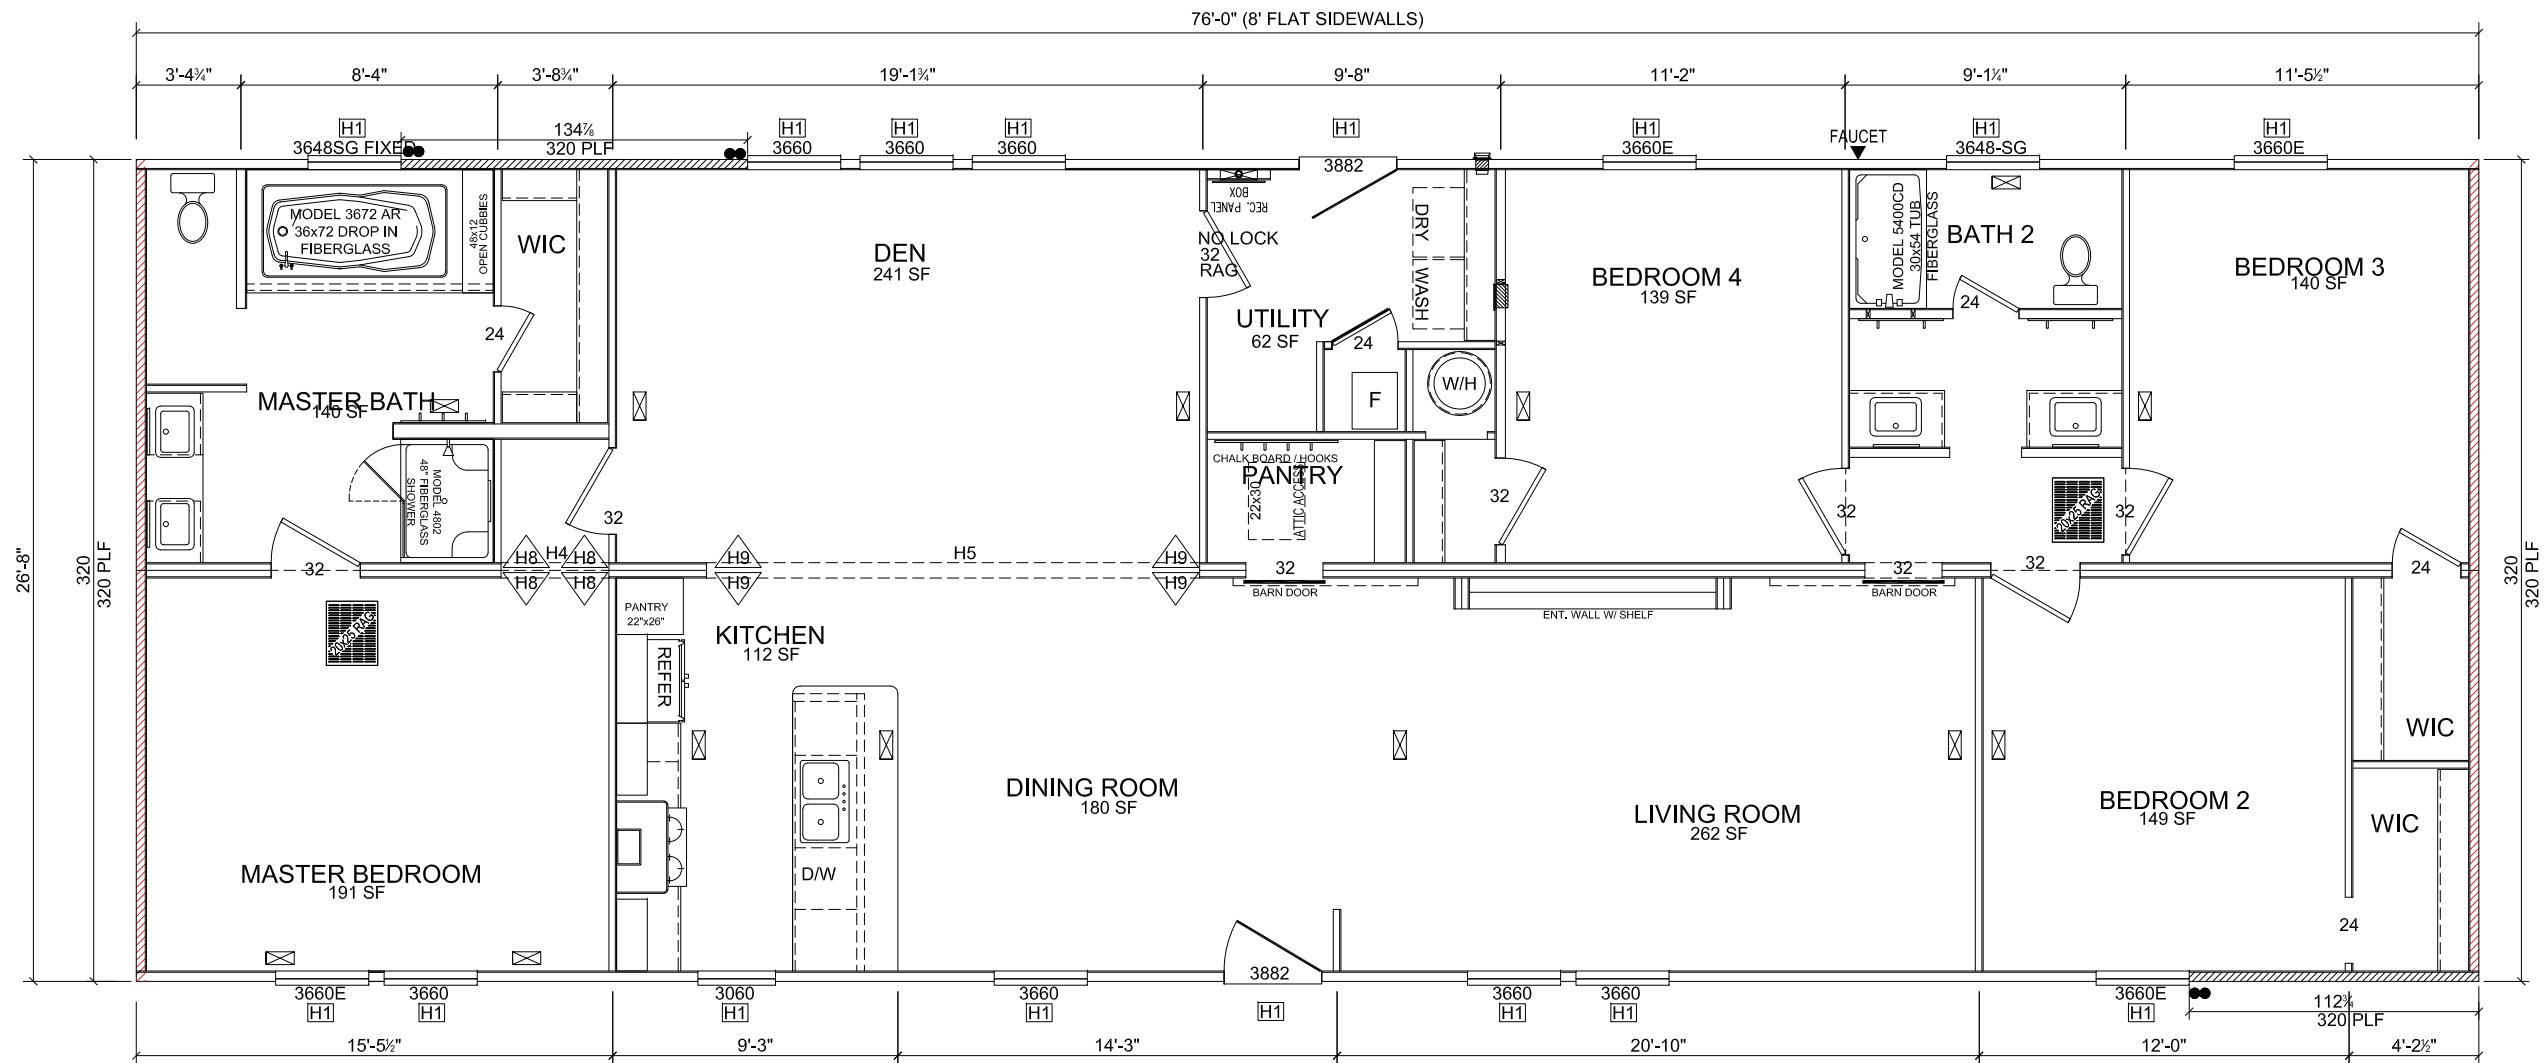 76'-0" (8' FLAT SIDEWALLS)
3'-4¾"
8'-4"
3'-8¾"
19'-1¾"
9'-8"
11'-2"
9'-1¼"
11'-5½"
H1
3648SG FIXED
134⅞
320 PLF
H1
3660
H1
3660
H1
3660
H1
3882
H1
3660E
FAUCET
H1
3648-SG
H1
3660E
26'-8"
320
320 PLF
MODEL 3672 AR
36x72 DROP IN
FIBERGLASS
48x12
OPEN CUBBIES
WIC
24
MASTER BATH
140 SF
MODEL 4802
48" FIBERGLASS
SHOWER
32
DEN
241 SF
32
REC. PANEL
BOX
NO LOCK
32
RAG
DRY
WASH
UTILITY
62 SF
24
F
W/H
CHALK BOARD / HOOKS
PANTRY
22x30
ATTIC ACCESS
32
BARN DOOR
BEDROOM 4
139 SF
32
MODEL 5400CD
30x54 TUB
FIBERGLASS
BATH 2
24
32
32
20x25 RAG
BEDROOM 3
140 SF
24
320
320 PLF
H8
H4
H8
H9
H5
H9
H8
H8
H9
H9
32
BARN DOOR
32
ENT. WALL W/ SHELF
20x25 RAG
MASTER BEDROOM
191 SF
PANTRY
22"x26"
REFER
KITCHEN
112 SF
D/W
DINING ROOM
180 SF
LIVING ROOM
262 SF
BEDROOM 2
149 SF
WIC
WIC
24
3660E
H1
3660
H1
3060
H1
3660
H1
3882
H1
3660
H1
3660
H1
3660E
H1
112¾
320 PLF
15'-5½"
9'-3"
14'-3"
20'-10"
12'-0"
4'-2½"